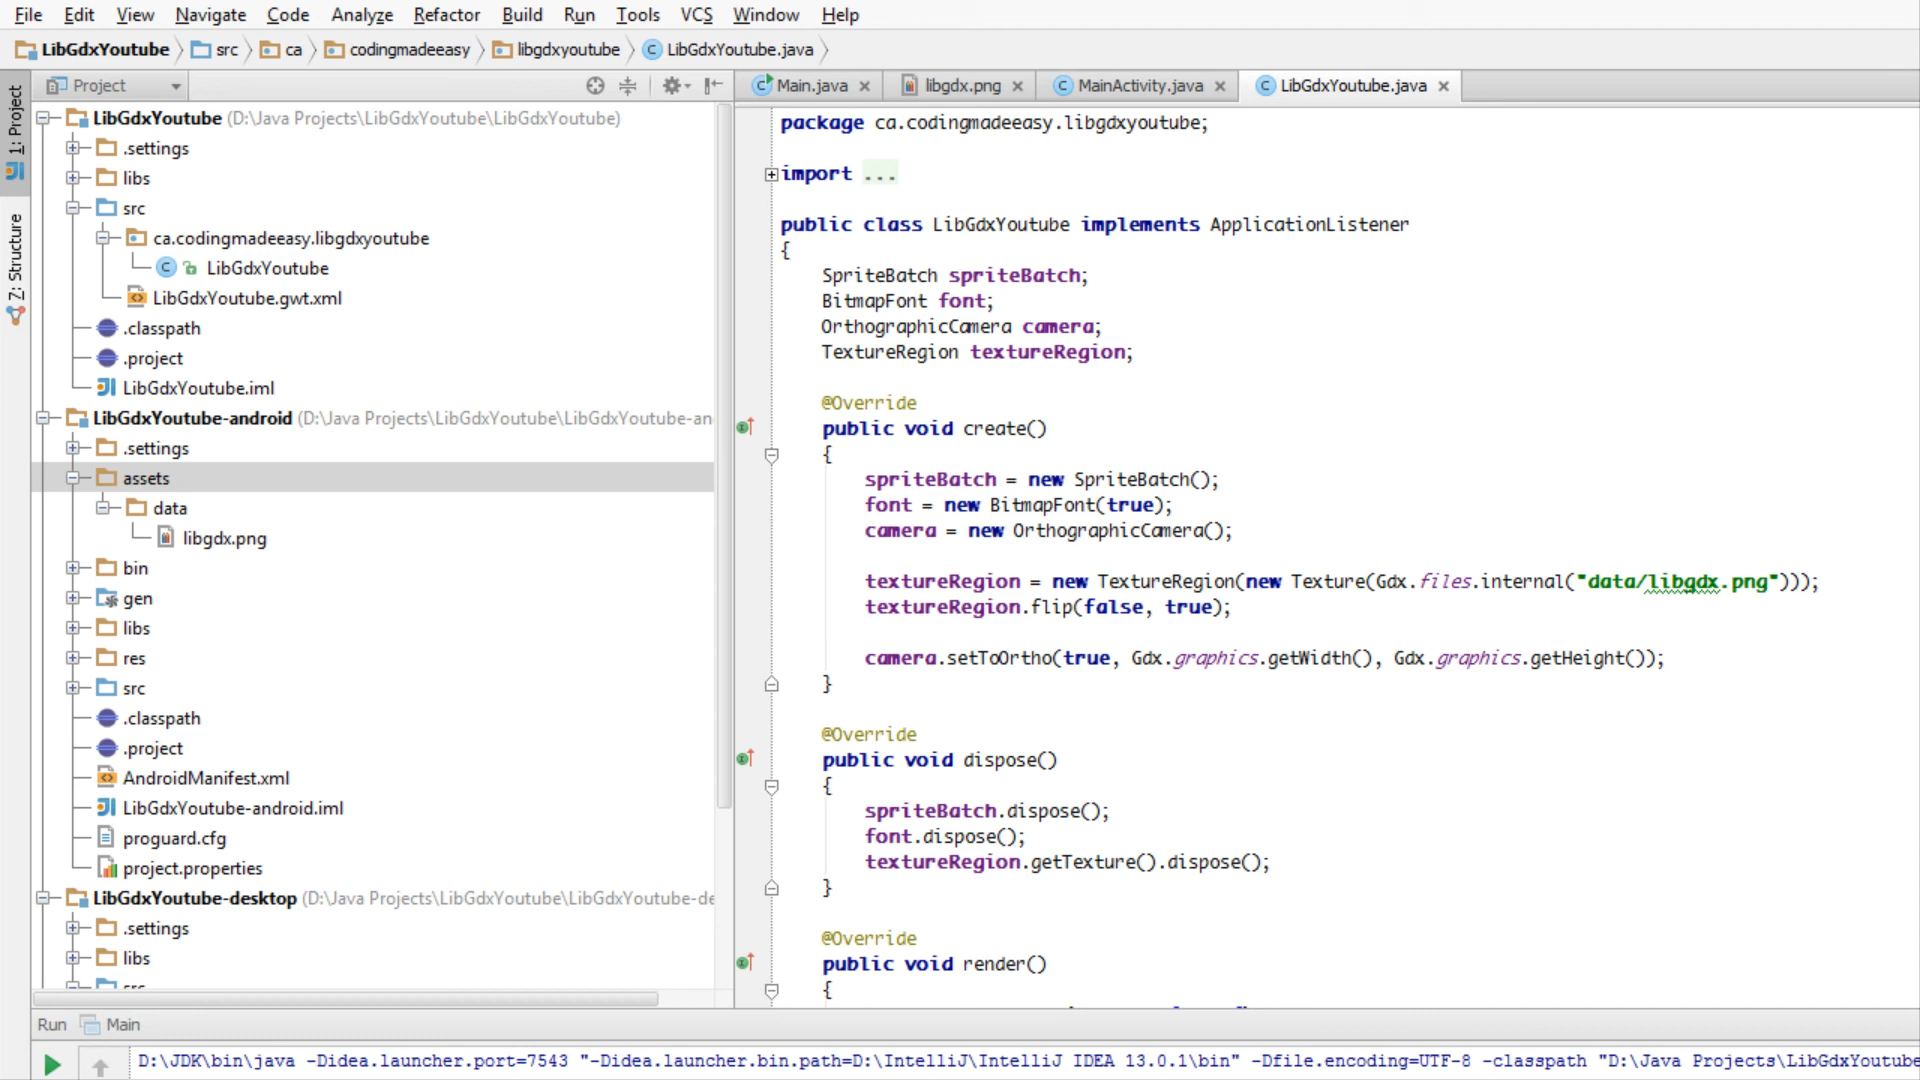 File Edit View Navigate Code Analyze Refactor Build Run Tools VCS Window Help
LibGdxYoutube src ca codingmadeeasy libgdxyoutube LibGdxYoutube.java
1: Project
Z: Structure
Project
LibGdxYoutube (D:\Java Projects\LibGdxYoutube\LibGdxYoutube)
.settings
libs
src
ca.codingmadeeasy.libgdxyoutube
LibGdxYoutube
LibGdxYoutube.gwt.xml
.classpath
.project
LibGdxYoutube.iml
LibGdxYoutube-android (D:\Java Projects\LibGdxYoutube\LibGdxYoutube-an
.settings
assets
data
libgdx.png
bin
gen
libs
res
src
.classpath
.project
AndroidManifest.xml
LibGdxYoutube-android.iml
proguard.cfg
project.properties
LibGdxYoutube-desktop (D:\Java Projects\LibGdxYoutube\LibGdxYoutube-de
.settings
libs
Main.java libgdx.png MainActivity.java LibGdxYoutube.java
package ca.codingmadeeasy.libgdxyoutube;
import ...
public class LibGdxYoutube implements ApplicationListener
{
SpriteBatch spriteBatch;
BitmapFont font;
OrthographicCamera camera;
TextureRegion textureRegion;
@Override
public void create()
{
spriteBatch = new SpriteBatch();
font = new BitmapFont(true);
camera = new OrthographicCamera();
textureRegion = new TextureRegion(new Texture(Gdx.files.internal("data/libgdx.png")));
textureRegion.flip(false, true);
camera.setToOrtho(true, Gdx.graphics.getWidth(), Gdx.graphics.getHeight());
}
@Override
public void dispose()
{
spriteBatch.dispose();
font.dispose();
textureRegion.getTexture().dispose();
}
@Override
public void render()
{
Run Main
D:\JDK\bin\java -Didea.launcher.port=7543 "-Didea.launcher.bin.path=D:\IntelliJ\IntelliJ IDEA 13.0.1\bin" -Dfile.encoding=UTF-8 -classpath "D:\Java Projects\LibGdxYoutube